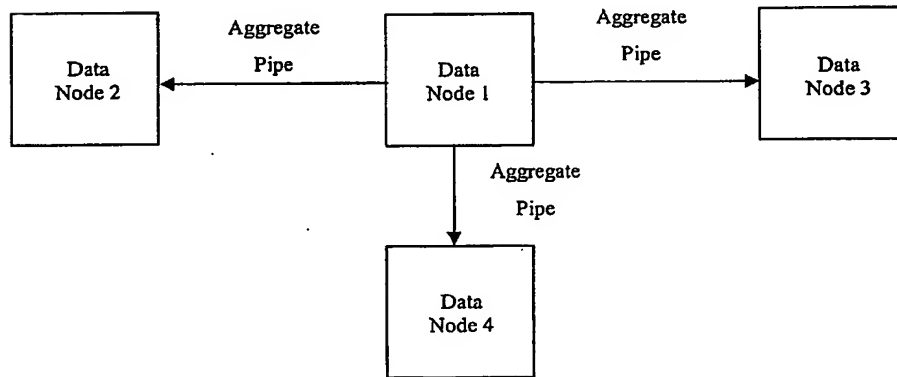 Aggregate
Pipe
Aggregate
Pipe
Data
Node 2
Data
Node 1
Data
Node 3
Aggregate
Pipe
Data
Node 4